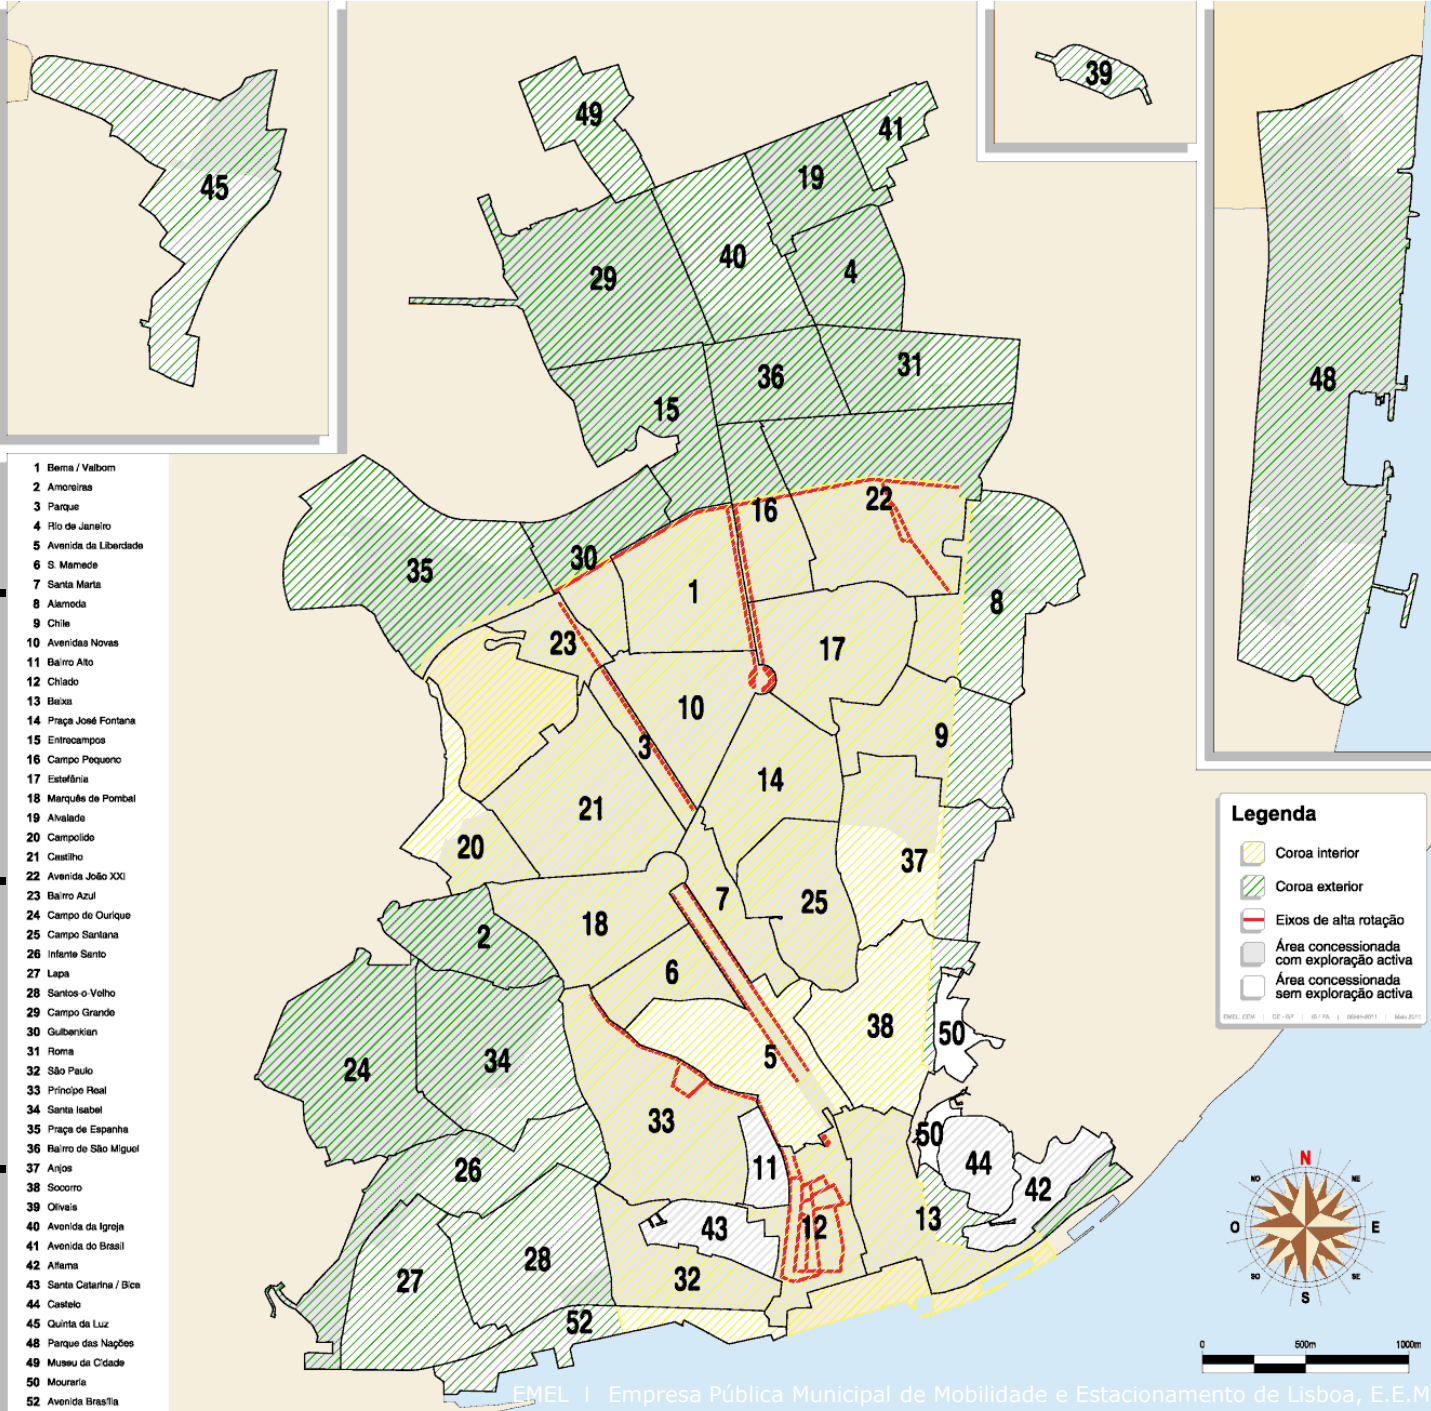 45
49
41
19
29
40
4
39
48
31
36
15
16
22
30
35
1
8
23
17
10
3
9
14
21
20
37
7
25
2
18
6
38
50
5
24
34
33
50
44
11
42
26
13
12
43
28
27
32
52
1 Berna / Valbom
2 Amoreiras
3 Parque
4 Rio de Janeiro
5 Avenida da Liberdade
6 S. Mamede
7 Santa Marta
8 Alameda
9 Chile
10 Avenidas Novas
11 Bairro Alto
12 Chiado
13 Baixa
14 Praça José Fontana
15 Entrecampos
16 Campo Pequeno
17 Estefânia
18 Marquês de Pombal
19 Alvalade
20 Campolide
21 Castilho
22 Avenida João XXI
23 Bairro Azul
24 Campo de Ourique
25 Campo Santana
26 Infante Santo
27 Lapa
28 Santos-o-Velho
29 Campo Grande
30 Gulbenkian
31 Roma
32 São Paulo
33 Príncipe Real
34 Santa Isabel
35 Praça de Espanha
36 Bairro de São Miguel
37 Anjos
38 Socorro
39 Olivais
40 Avenida da Igreja
41 Avenida do Brasil
42 Alfama
43 Santa Catarina / Bica
44 Castelo
45 Quinta da Luz
48 Parque das Nações
49 Museu da Cidade
50 Mouraria
52 Avenida Brasília
Legenda
Coroa interior
Coroa exterior
Eixos de alta rotação
Área concessionada
com exploração activa
Área concessionada
sem exploração activa
N
NO
NE
O
E
SO
SE
S
0 500m 1000m
EMEL I Empresa Pública Municipal de Mobilidade e Estacionamento de Lisboa, E.E.M